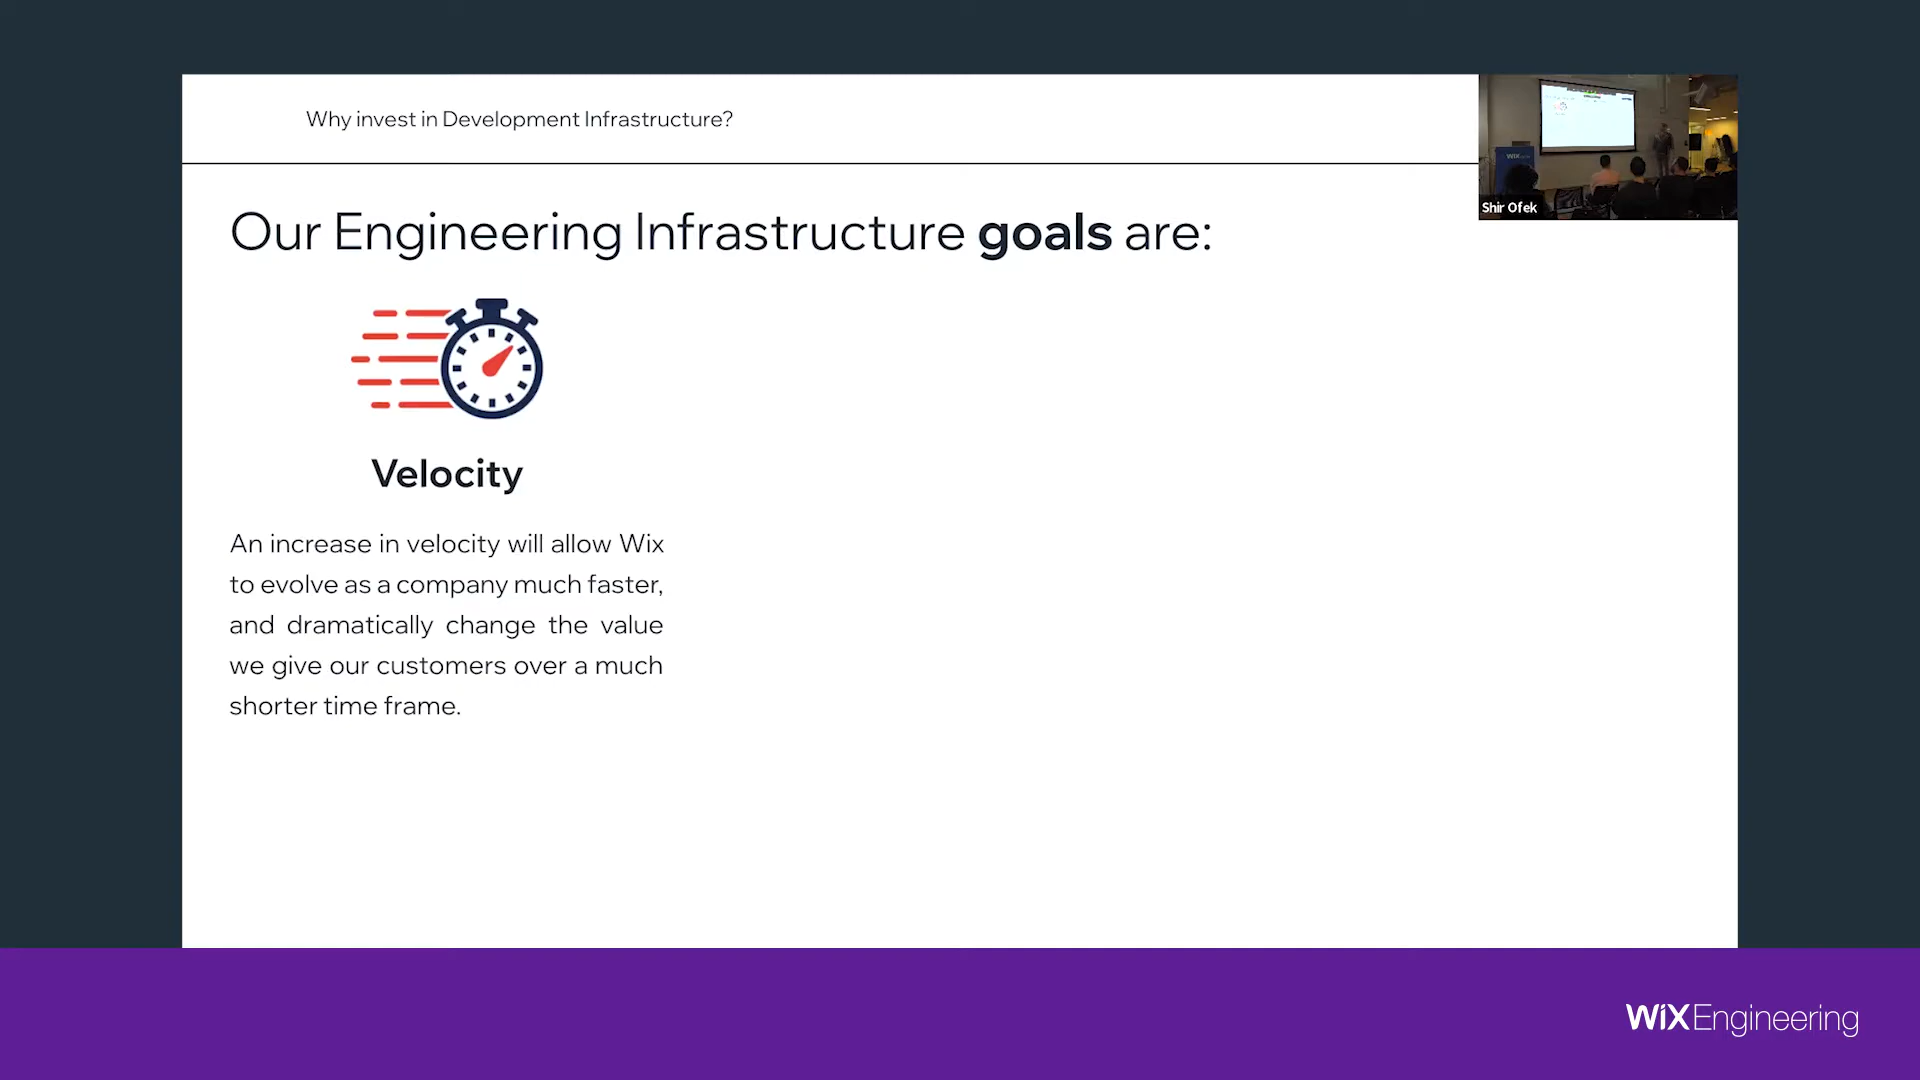 Why invest in Development Infrastructure?
Our Engineering Infrastructure goals are:
Velocity
An increase in velocity will allow Wix
to evolve as a company much faster,
and dramatically change the value
we give our customers over a much
shorter time frame.
WIX
Shir Ofek
WiXEngineering